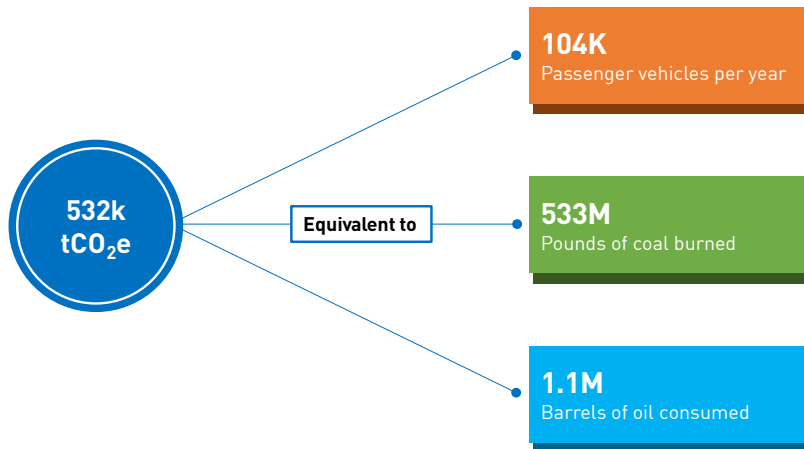 532k
tCO₂e
Equivalent to
104K
Passenger vehicles per year
533M
Pounds of coal burned
1.1M
Barrels of oil consumed